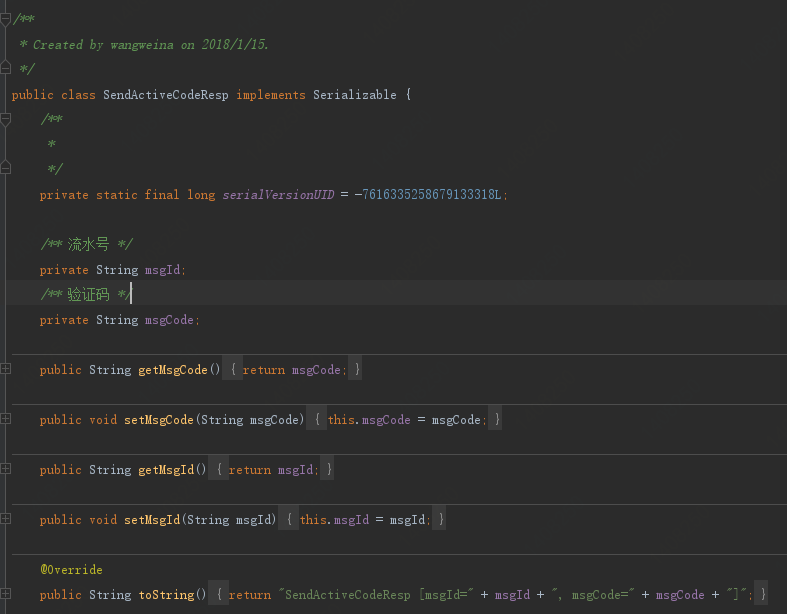 /**
* Created by wangweina on 2018/1/15.
*/
public class SendActiveCodeResp implements Serializable {
/**
*
*/
private static final long serialVersionUID = -7616335258679133318L;
/** 流水号 */
private String msgId;
/** 验证码 */
private String msgCode;
public String getMsgCode() { return msgCode; }
public void setMsgCode(String msgCode) { this.msgCode = msgCode; }
public String getMsgId() { return msgId; }
public void setMsgId(String msgId) { this.msgId = msgId; }
@Override
public String toString() { return "SendActiveCodeResp [msgId=" + msgId + ", msgCode=" + msgCode + "]"; }